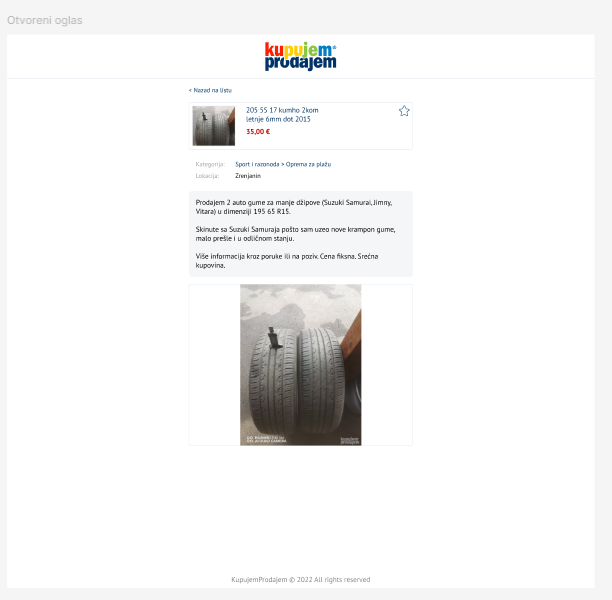 Otvoreni oglas
kupujem
prodajem
< Nazad na listu
205 55 17 kumho 2kom
letnje 6mm dot 2015
35,00 €
Kategorija: Sport i razonoda > Oprema za plažu
Lokacija: Zrenjanin
Prodajem 2 auto gume za manje džipove (Suzuki Samurai, Jimny,
Vitara) u dimenziji 195 65 R15.
Skinute sa Suzuki Samuraja pošto sam uzeo nove krampon gume,
malo prešle i u odličnom stanju.
Više informacija kroz poruke ili na poziv. Cena fiksna. Srećna
kupovina.
kupujem
prodajem
KupujemProdajem © 2022 All rights reserved